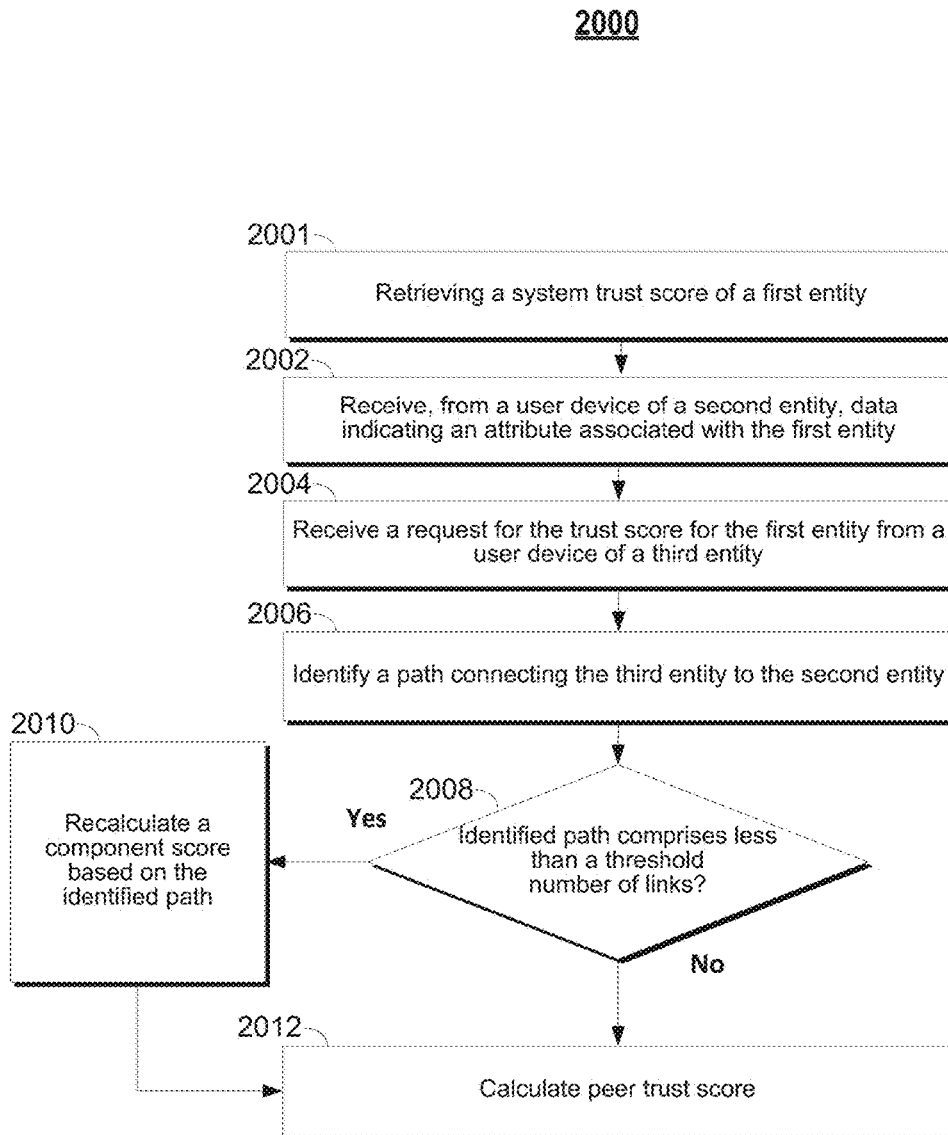 2000
2001
Retrieving a system trust score of a first entity
2002
Receive, from a user device of a second entity, data
indicating an attribute associated with the first entity
2004
Receive a request for the trust score for the first entity from a
user device of a third entity
2006
Identify a path connecting the third entity to the second entity
2008
Identified path comprises less
than a threshold
number of links?
Yes
2010
Recalculate a
component score
based on the
identified path
No
2012
Calculate peer trust score